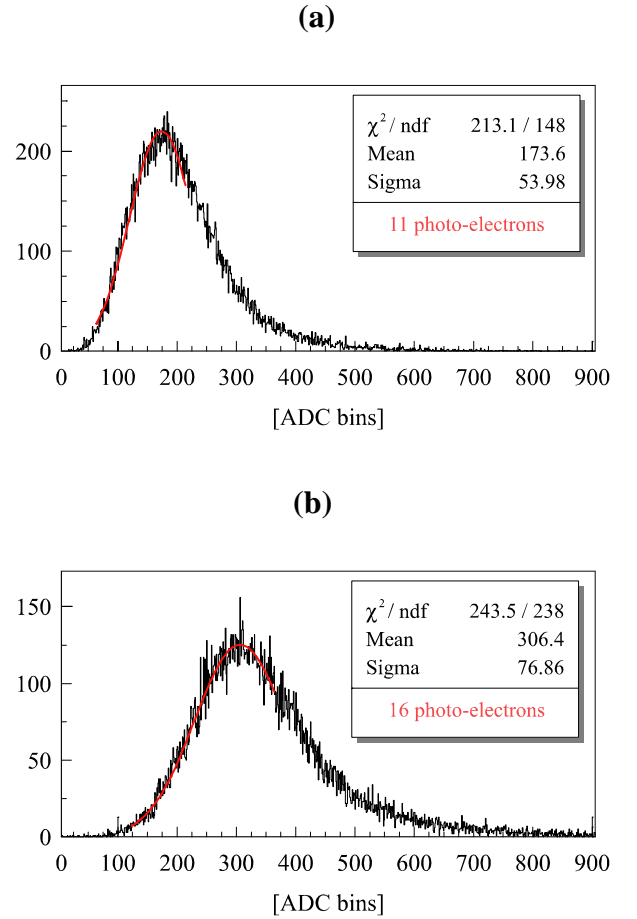 (a)
χ² / ndf 213.1 / 148
Mean 173.6
Sigma 53.98
11 photo-electrons
200
100
0
0 100 200 300 400 500 600 700 800 900
[ADC bins]
(b)
χ² / ndf 243.5 / 238
Mean 306.4
Sigma 76.86
16 photo-electrons
150
100
50
0
0 100 200 300 400 500 600 700 800 900
[ADC bins]